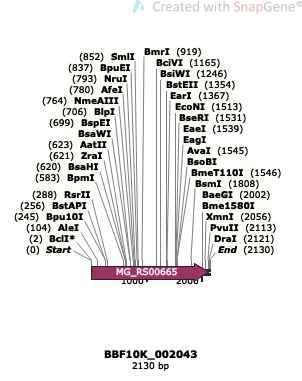 Created with SnapGene®
(852) SmlI
(837) BpuEI
(793) NruI
(780) AfeI
(764) NmeAIII
(706) BlpI
(699) BspEI
BsaWI
(623) AatII
(621) ZraI
(620) BsaHI
(583) BpmI
(288) RsrII
(256) BstAPI
(245) Bpu10I
(104) AleI
(2) BclI*
(0) Start
BmrI (919)
BciVI (1165)
BsiWI (1246)
BstEII (1354)
EarI (1367)
EcoNI (1513)
BseRI (1531)
EaeI (1539)
EagI
AvaI (1545)
BsoBI
BmeT110I (1546)
BsmI (1808)
BaeGI (2002)
Bme1580I
XmnI (2056)
PvuII (2113)
DraI (2121)
End (2130)
MG_RS00665
1000
2000
BBF10K_002043
2130 bp